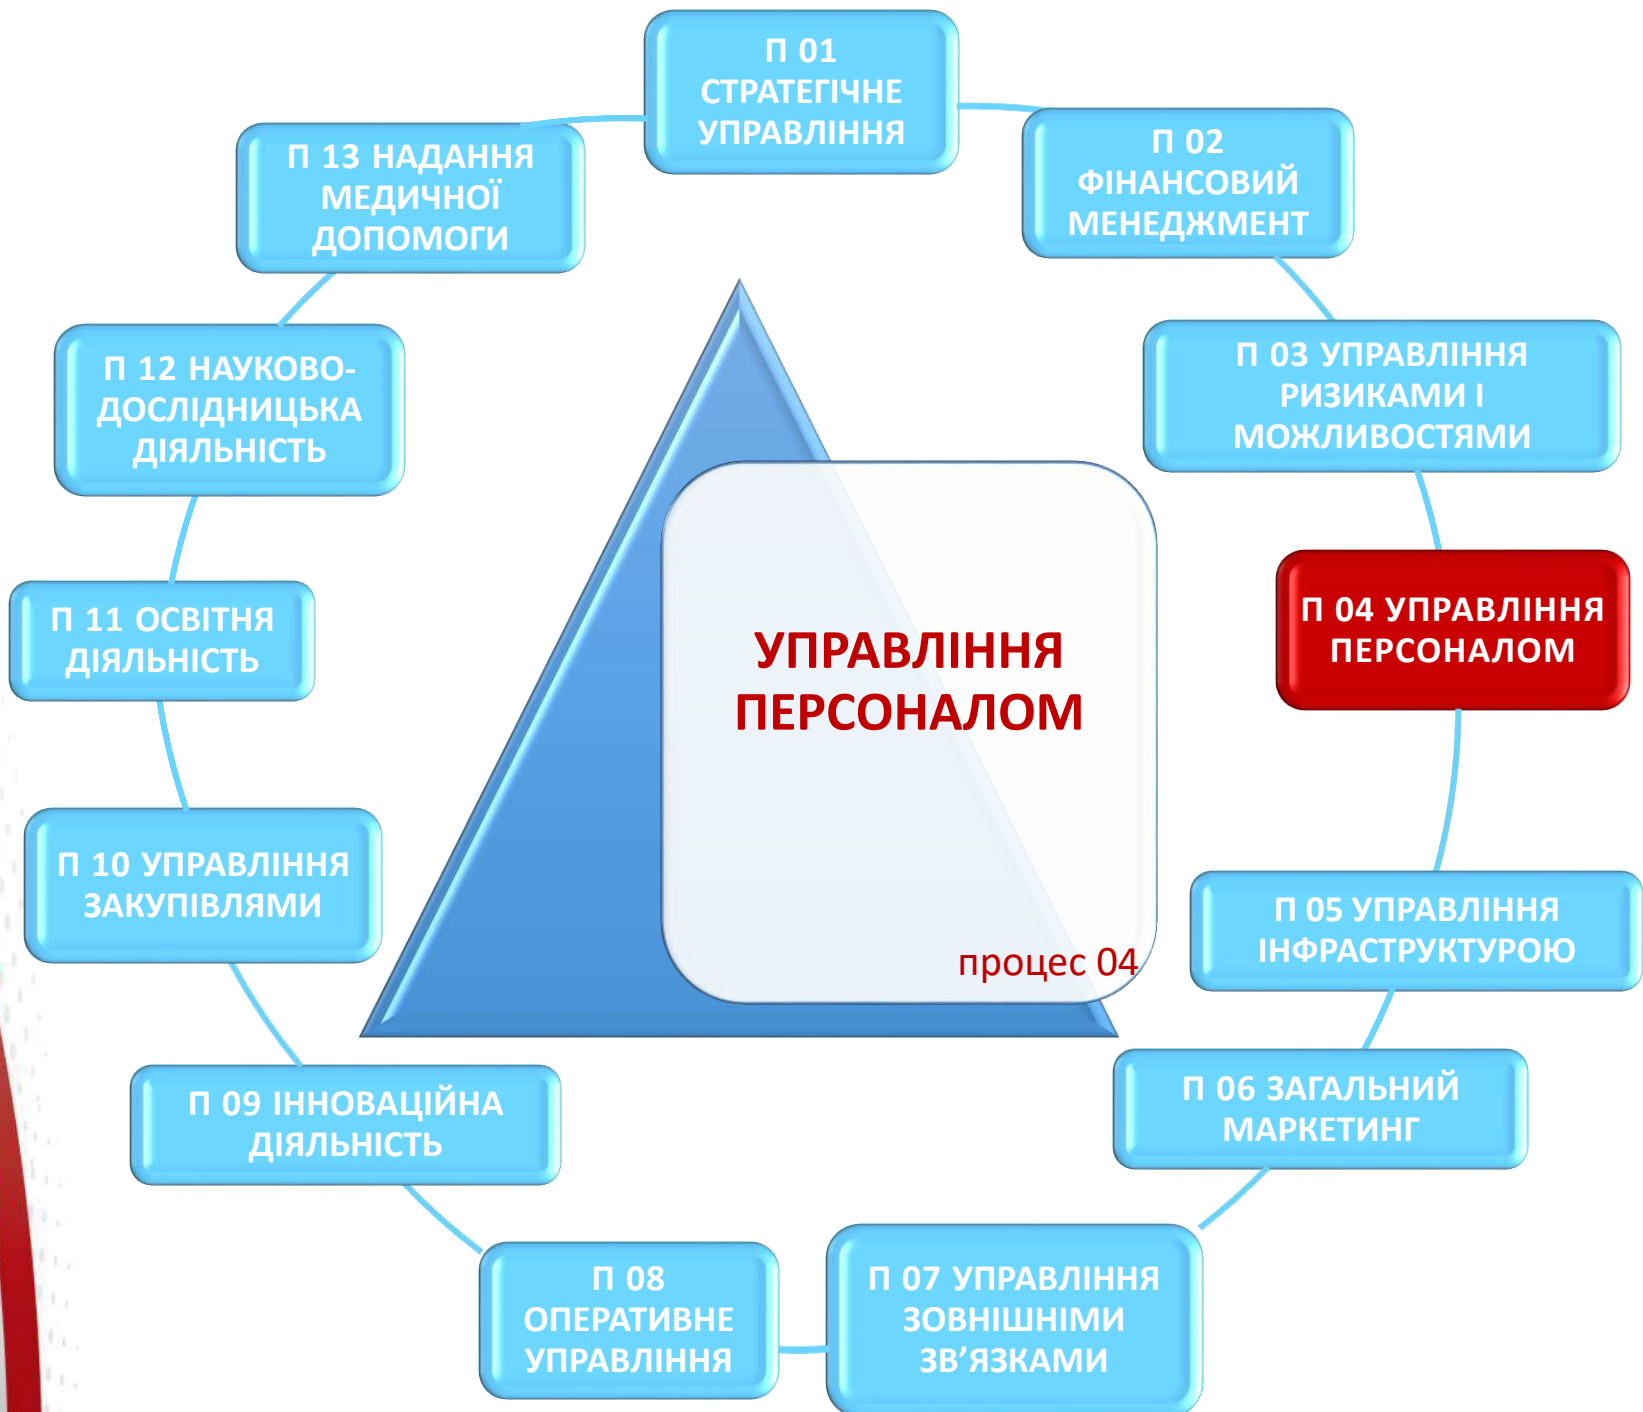 П 01
СТРАТЕГІЧНЕ
УПРАВЛІННЯ
П 02
ФІНАНСОВИЙ
МЕНЕДЖМЕНТ
П 03 УПРАВЛІННЯ
РИЗИКАМИ І
МОЖЛИВОСТЯМИ
П 04 УПРАВЛІННЯ
ПЕРСОНАЛОМ
П 05 УПРАВЛІННЯ
ІНФРАСТРУКТУРОЮ
П 06 ЗАГАЛЬНИЙ
МАРКЕТИНГ
П 07 УПРАВЛІННЯ
ЗОВНІШНІМИ
ЗВ’ЯЗКАМИ
П 08
ОПЕРАТИВНЕ
УПРАВЛІННЯ
П 09 ІННОВАЦІЙНА
ДІЯЛЬНІСТЬ
П 10 УПРАВЛІННЯ
ЗАКУПІВЛЯМИ
П 11 ОСВІТНЯ
ДІЯЛЬНІСТЬ
П 12 НАУКОВО-
ДОСЛІДНИЦЬКА
ДІЯЛЬНІСТЬ
П 13 НАДАННЯ
МЕДИЧНОЇ
ДОПОМОГИ
УПРАВЛІННЯ
ПЕРСОНАЛОМ
процес 04